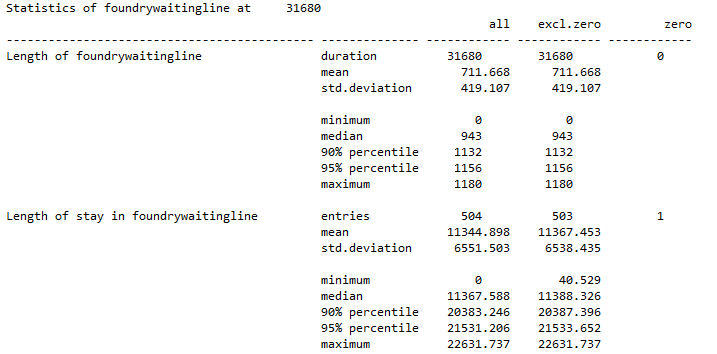 Statistics of foundrywaitingline at     31680
                                                                     all     excl.zero         zero
-------------------------------------------- -------------- ------------ ------------ ------------
Length of foundrywaitingline                 duration          31680        31680            0
                                             mean                711.668      711.668
                                             std.deviation       419.107      419.107

                                             minimum               0            0
                                             median              943          943
                                             90% percentile     1132         1132
                                             95% percentile     1156         1156
                                             maximum            1180         1180

Length of stay in foundrywaitingline         entries             504          503            1
                                             mean              11344.898    11367.453
                                             std.deviation      6551.503     6538.435

                                             minimum               0           40.529
                                             median            11367.588    11388.326
                                             90% percentile    20383.246    20387.396
                                             95% percentile    21531.206    21533.652
                                             maximum           22631.737    22631.737